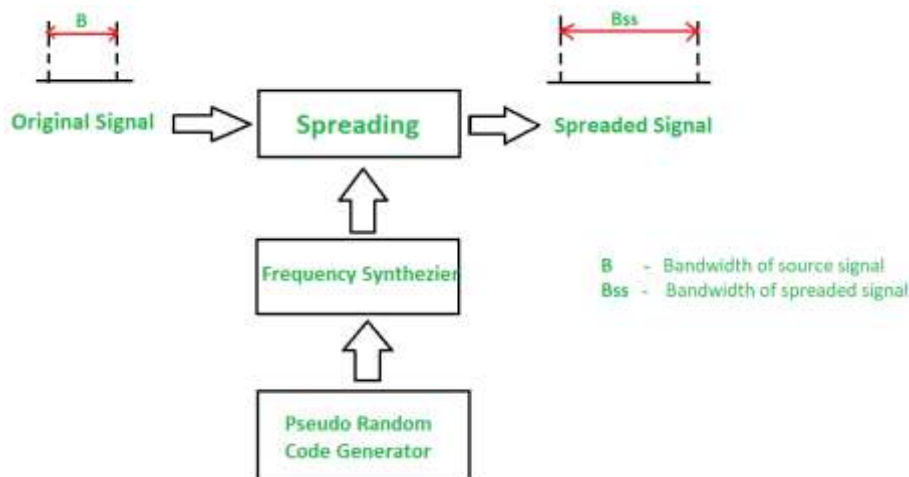 B
Bss
Original Signal
Spreading
Spreaded Signal
Frequency Synthezier
B - Bandwidth of source signal
Bss - Bandwidth of spreaded signal
Pseudo Random
Code Generator